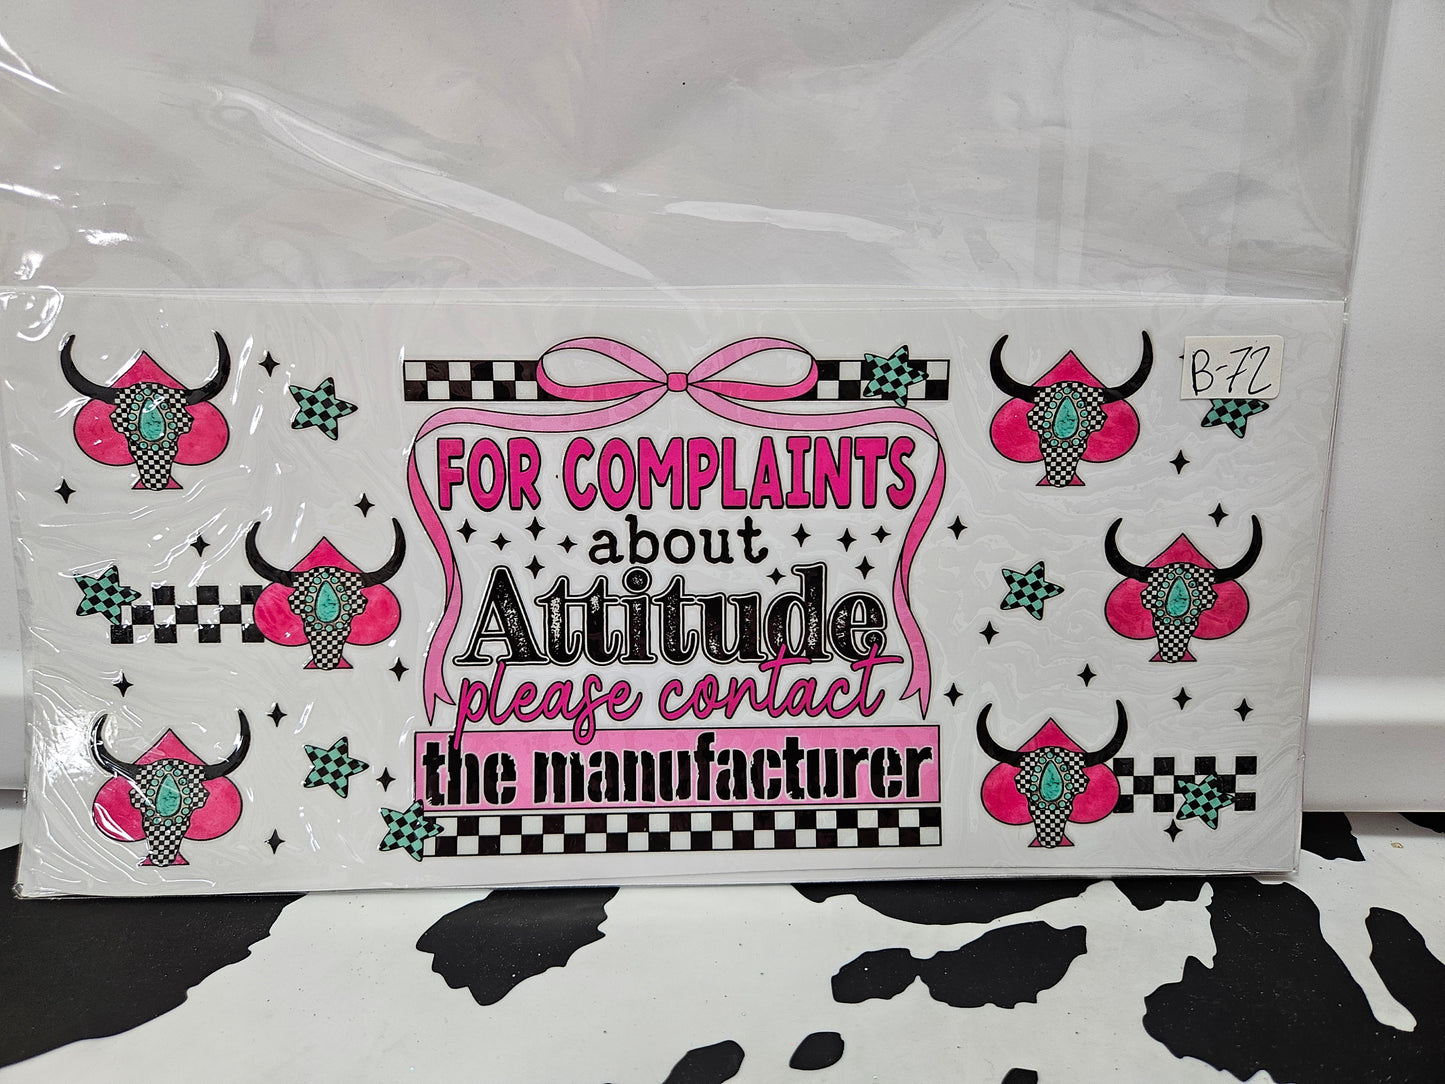 B-72
FOR COMPLAINTS
about
Attitude
please contact
the manufacturer